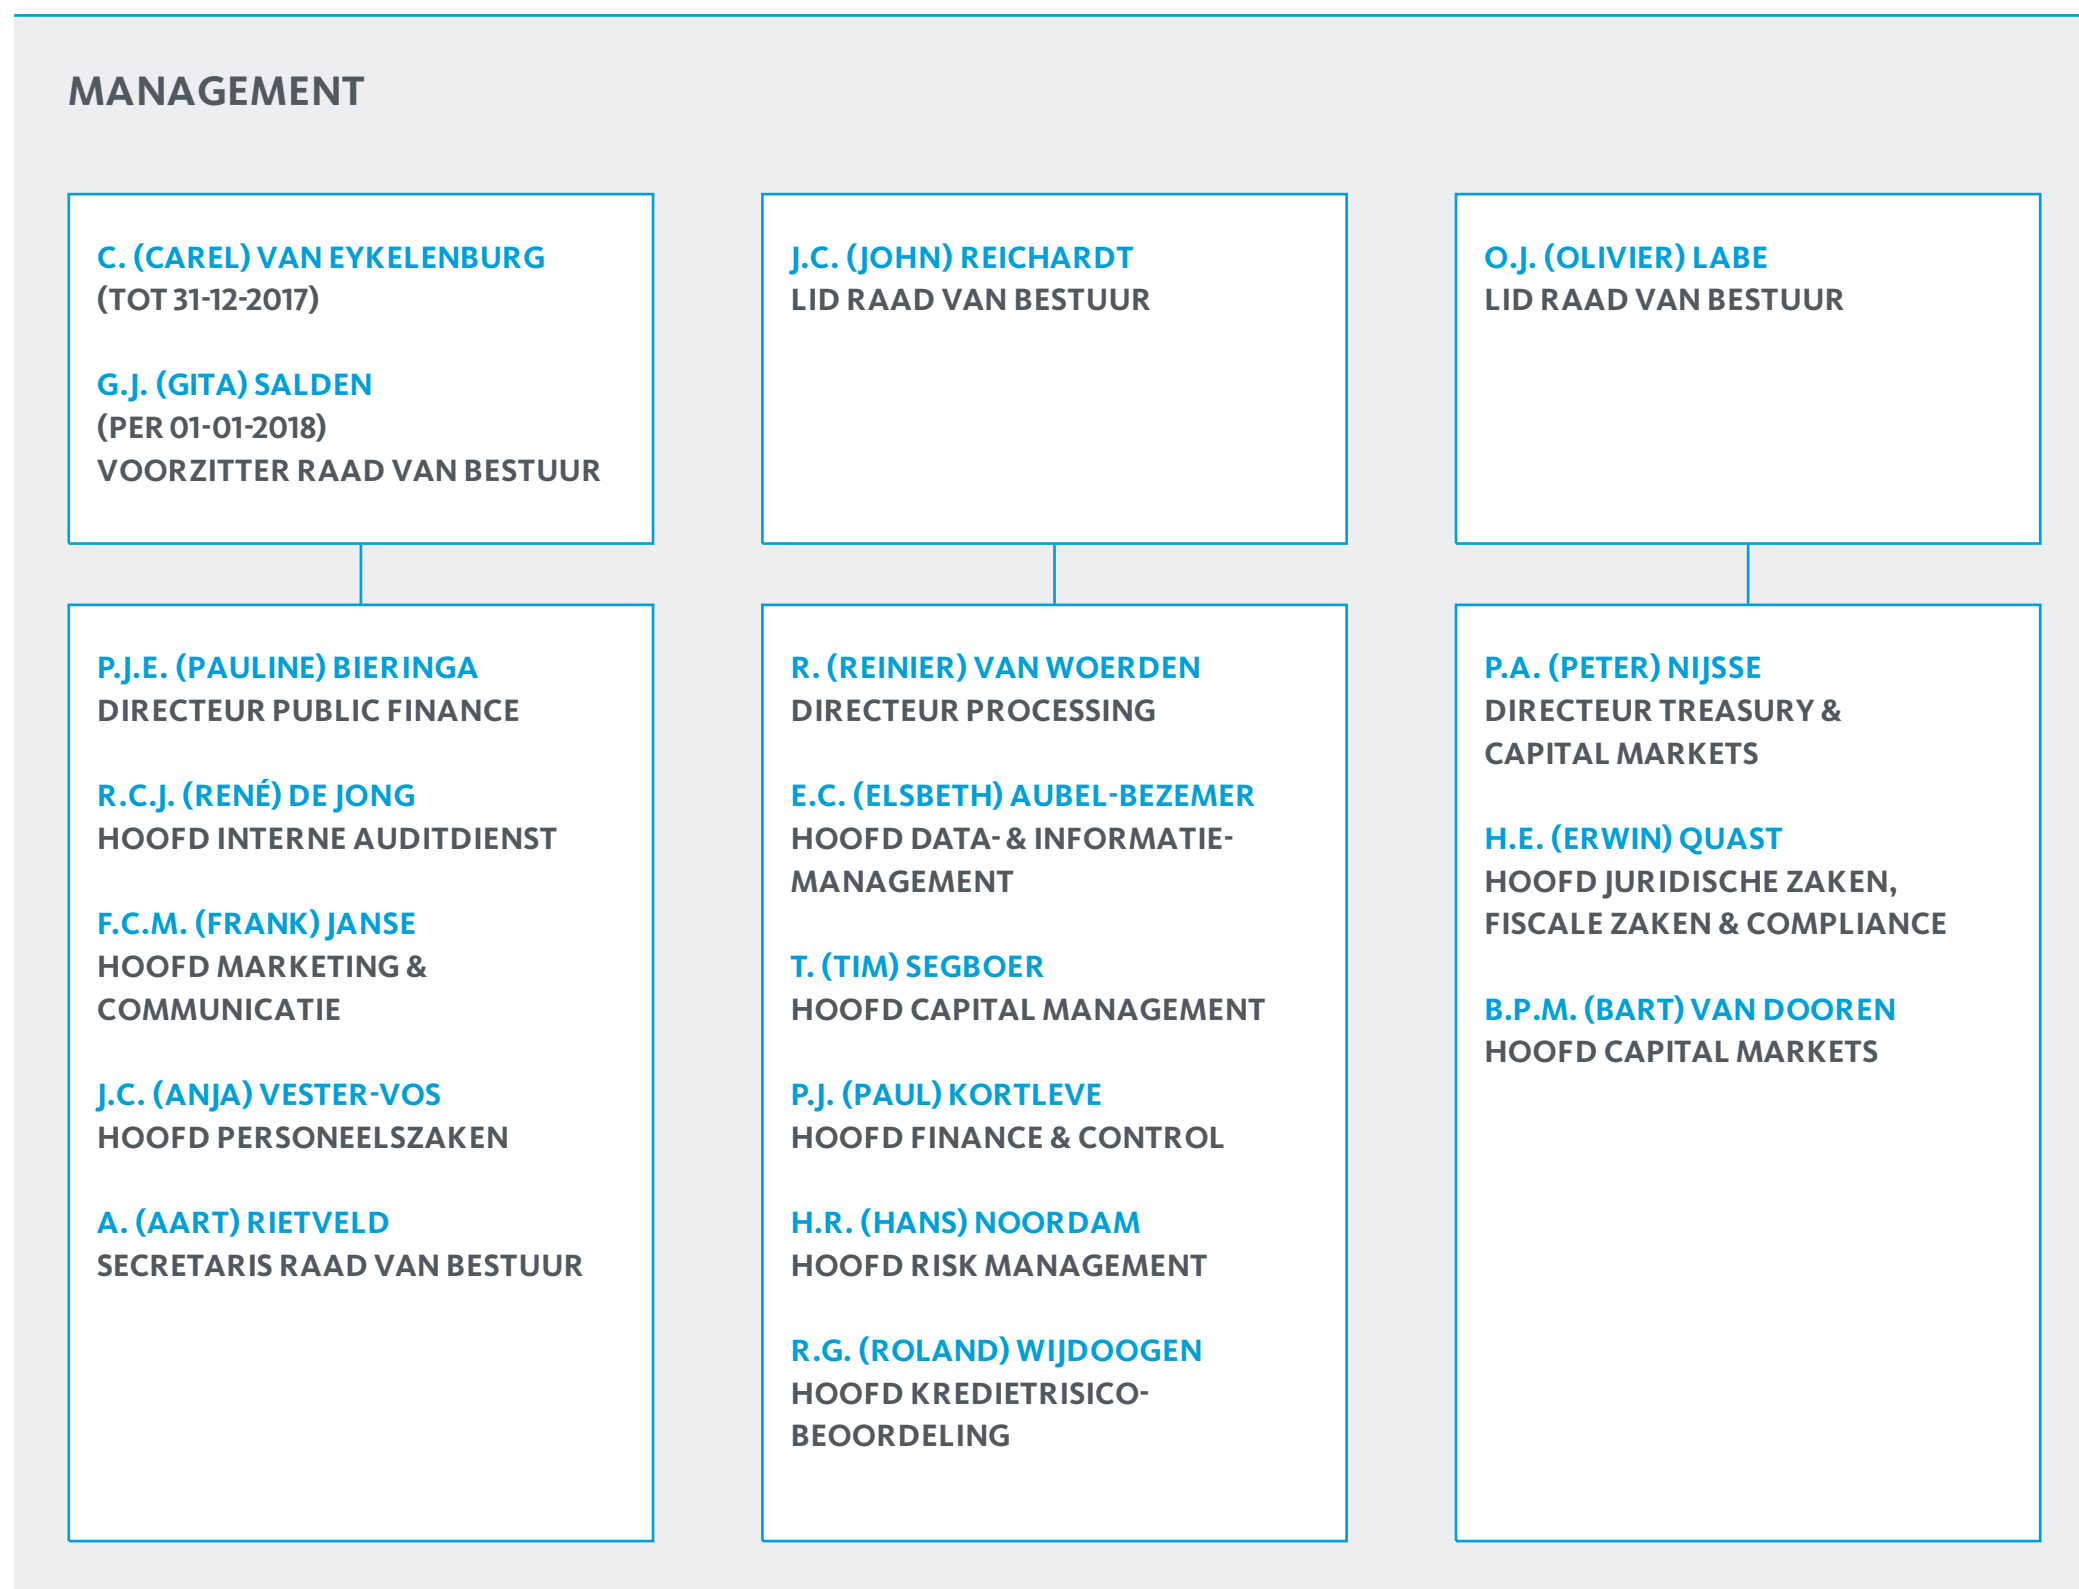 MANAGEMENT
C. (CAREL) VAN EYKELENBURG
(TOT 31-12-2017)
G.J. (GITA) SALDEN
(PER 01-01-2018)
VOORZITTER RAAD VAN BESTUUR
J.C. (JOHN) REICHARDT
LID RAAD VAN BESTUUR
O.J. (OLIVIER) LABE
LID RAAD VAN BESTUUR
P.J.E. (PAULINE) BIERINGA
DIRECTEUR PUBLIC FINANCE
R.C.J. (RENÉ) DE JONG
HOOFD INTERNE AUDITDIENST
F.C.M. (FRANK) JANSE
HOOFD MARKETING &
COMMUNICATIE
J.C. (ANJA) VESTER-VOS
HOOFD PERSONEELSZAKEN
A. (AART) RIETVELD
SECRETARIS RAAD VAN BESTUUR
R. (REINIER) VAN WOERDEN
DIRECTEUR PROCESSING
E.C. (ELSBETH) AUBEL-BEZEMER
HOOFD DATA- & INFORMATIE-
MANAGEMENT
T. (TIM) SEGBOER
HOOFD CAPITAL MANAGEMENT
P.J. (PAUL) KORTLEVE
HOOFD FINANCE & CONTROL
H.R. (HANS) NOORDAM
HOOFD RISK MANAGEMENT
R.G. (ROLAND) WIJDOOGEN
HOOFD KREDIETRISICO-
BEOORDELING
P.A. (PETER) NIJSSE
DIRECTEUR TREASURY &
CAPITAL MARKETS
H.E. (ERWIN) QUAST
HOOFD JURIDISCHE ZAKEN,
FISCALE ZAKEN & COMPLIANCE
B.P.M. (BART) VAN DOOREN
HOOFD CAPITAL MARKETS